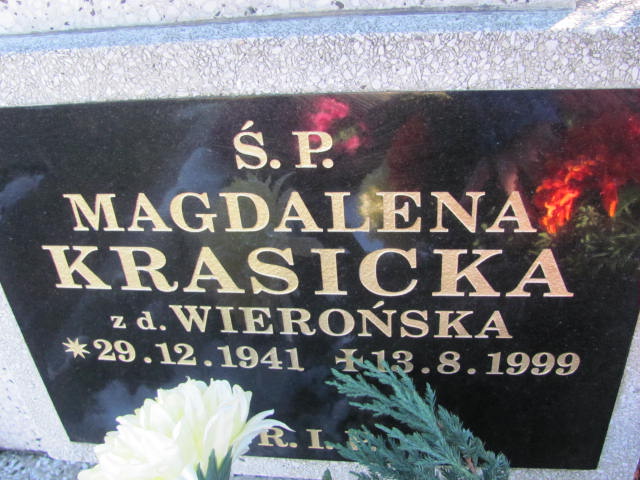 Ś. P.
MAGDALENA
KRASICKA
z d. WIEROŃSKA
*29.12.1941 +13.8.1999
R. I. P.